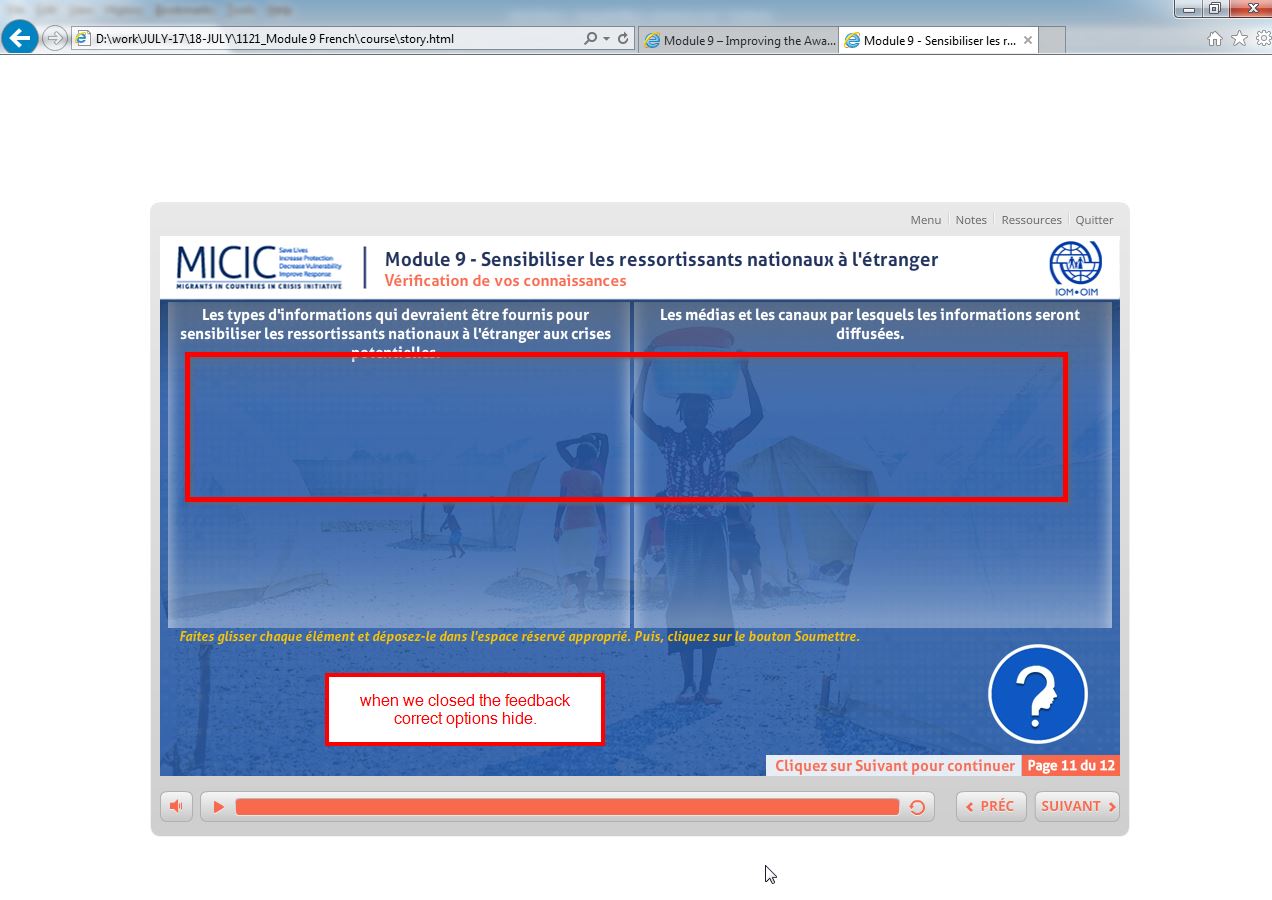 D:\work\JULY-17\18-JULY\1121_Module 9 French\course\story.html
Module 9 – Improving the Awa...
Module 9 - Sensibiliser les r...
Menu
Notes
Ressources
Quitter
MICIC
Save Lives
Increase Protection
Decrease Vulnerability
Improve Response
MIGRANTS IN COUNTRIES IN CRISIS INITIATIVE
Module 9 - Sensibiliser les ressortissants nationaux à l'étranger
Vérification de vos connaissances
IOM•OIM
Les types d'informations qui devraient être fournis pour
sensibiliser les ressortissants nationaux à l'étranger aux crises
potentielles.
Les médias et les canaux par lesquels les informations seront
diffusées.
Faites glisser chaque élément et déposez-le dans l'espace réservé approprié. Puis, cliquez sur le bouton Soumettre.
when we closed the feedback
correct options hide.
Cliquez sur Suivant pour continuer
Page 11 du 12
PRÉC
SUIVANT